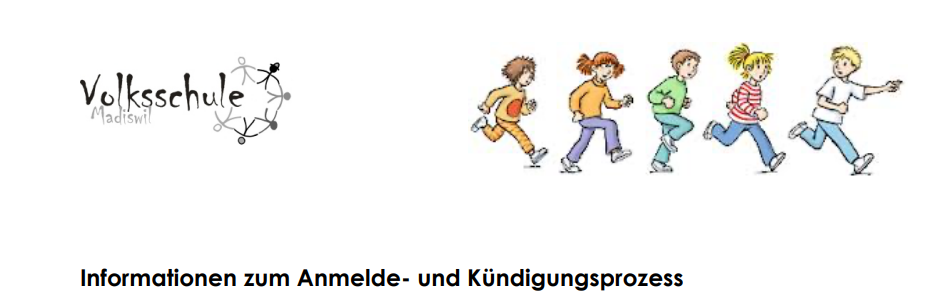 Volksschule
Madiswil
Informationen zum Anmelde- und Kündigungsprozess